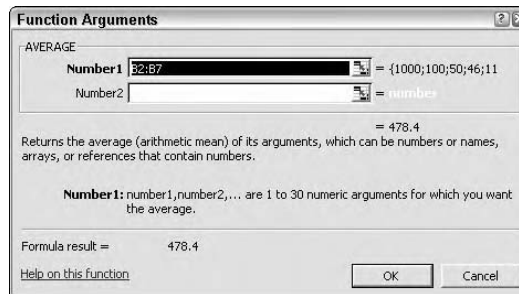 Function Arguments
AVERAGE
Number1 B2:B7 = {1000;100;50;46;11
Number2 = number
= 478.4
Returns the average (arithmetic mean) of its arguments, which can be numbers or names,
arrays, or references that contain numbers.
Number1: number1,number2,... are 1 to 30 numeric arguments for which you want
the average.
Formula result = 478.4
Help on this function
OK Cancel